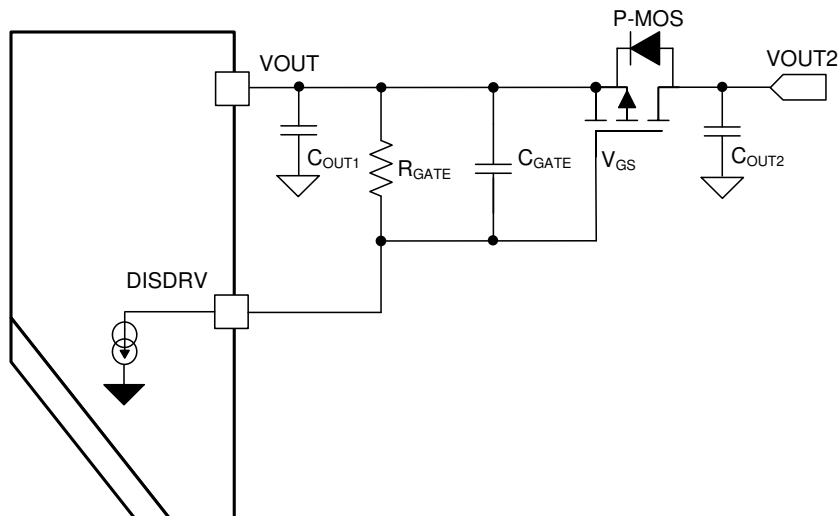 P-MOS
VOUT
VOUT2
COUT1
RGATE
CGATE
VGS
COUT2
DISDRV